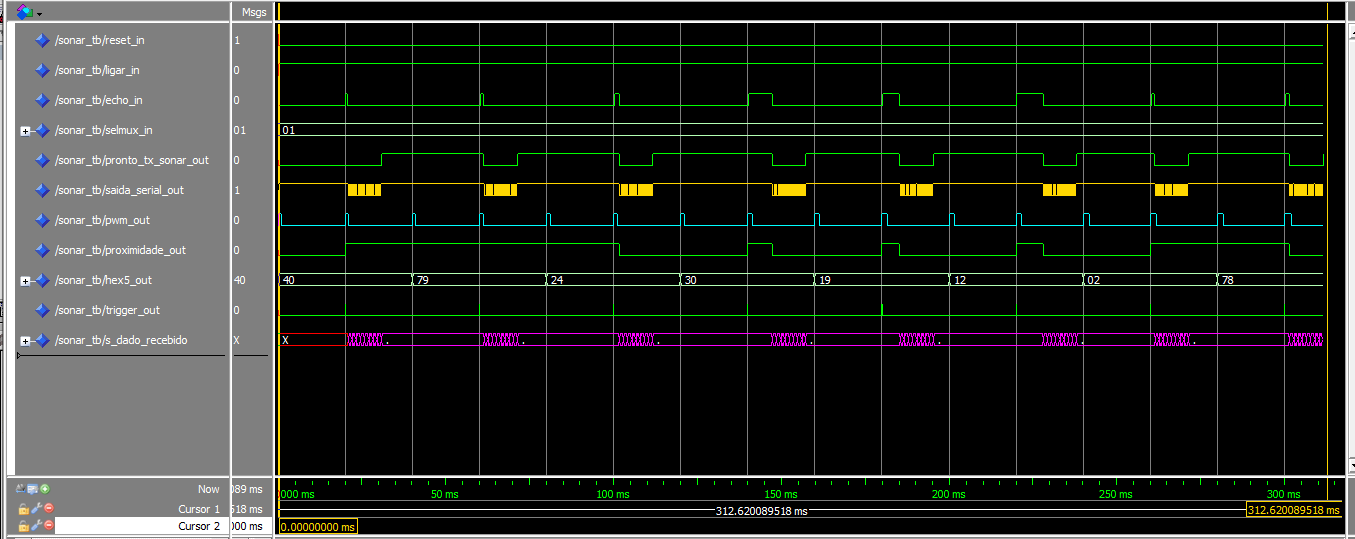 Msgs
/sonar_tb/reset_in 1
/sonar_tb/ligar_in 0
/sonar_tb/echo_in 0
/sonar_tb/selmux_in 01 01
/sonar_tb/pronto_tx_sonar_out 0
/sonar_tb/saida_serial_out 1
/sonar_tb/pwm_out 0
/sonar_tb/proximidade_out 0
/sonar_tb/hex5_out 40 40 79 24 30 19 12 02 78
/sonar_tb/trigger_out 0
/sonar_tb/s_dado_recebido X X . . . . . . .
Now 089 ms 000 ms 50 ms 100 ms 150 ms 200 ms 250 ms 300 ms
Cursor 1 518 ms 312.620089518 ms 312.620089518 ms
Cursor 2 000 ms 0.00000000 ms